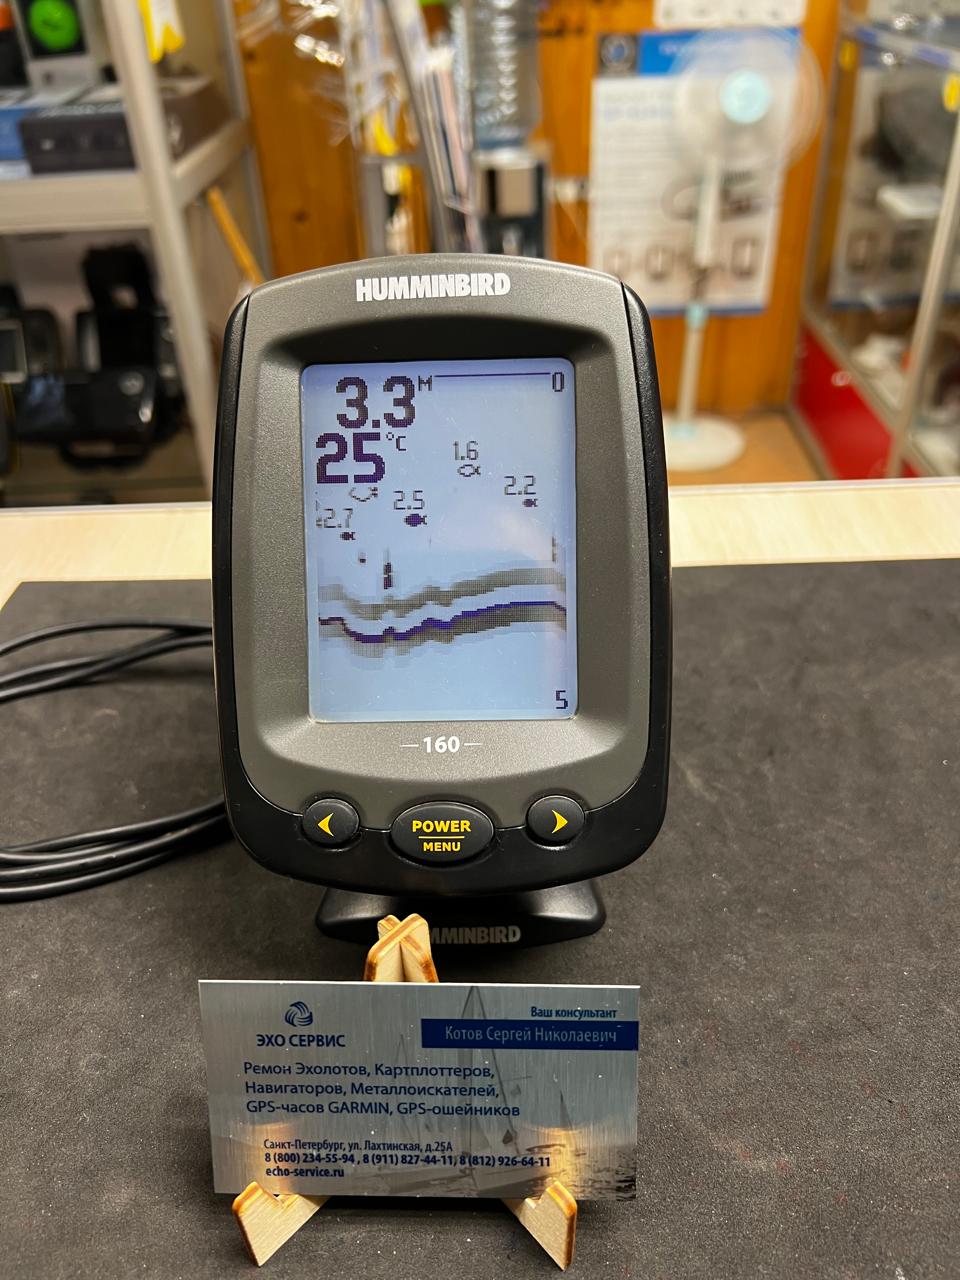 HUMMINBIRD
3.3 M 0
25 °C
1.6
2.2
2.5
2.7
5
160
POWER
MENU
ЭХО СЕРВИС
Ваш консультант
Котов Сергей Николаевич
Ремон Эхолотов, Картплоттеров,
Навигаторов, Металлоискателей,
GPS-часов GARMIN, GPS-ошейников
Санкт-Петербург, ул. Лахтинская, д.25А
8 (800) 234-55-94 , 8 (911) 827-44-11, 8 (812) 926-64-11
echo-service.ru